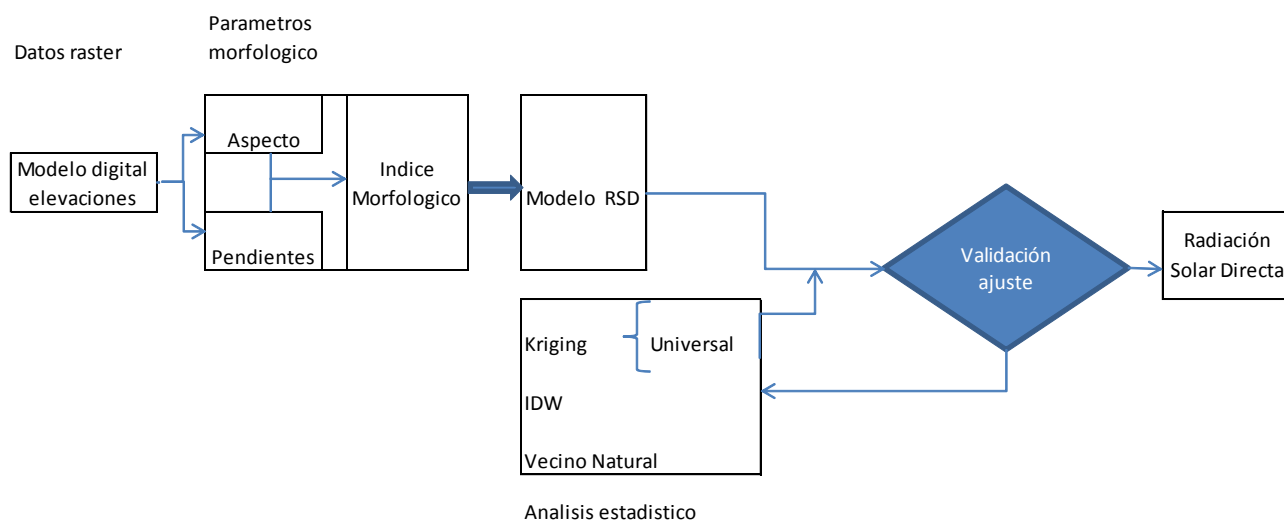 Parametros
morfologico
Datos raster
Aspecto
Modelo digital
elevaciones
Pendientes
Indice
Morfologico
Modelo RSD
Validación
ajuste
Radiación
Solar Directa
Kriging
Universal
IDW
Vecino Natural
Analisis estadistico